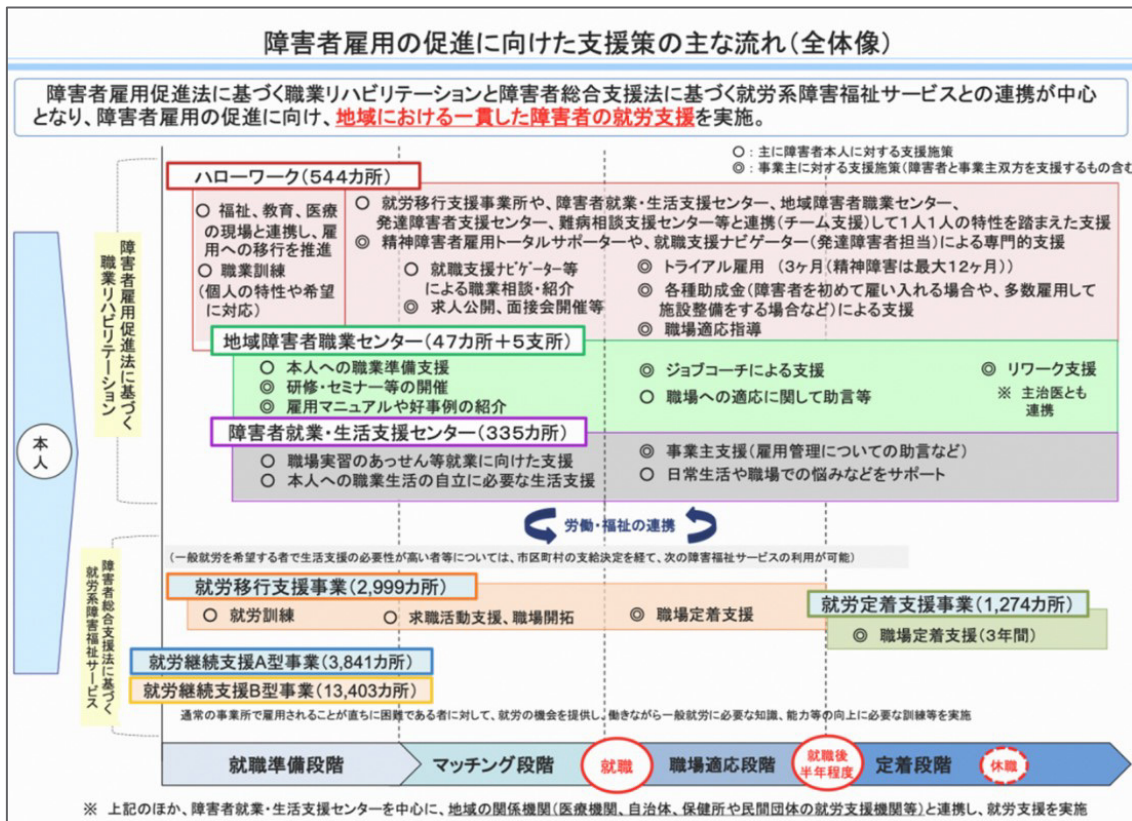 障害者雇用の促進に向けた支援策の主な流れ(全体像)
障害者雇用促進法に基づく職業リハビリテーションと障害者総合支援法に基づく就労系障害福祉サービスとの連携が中心
となり、障害者雇用の促進に向け、地域における一貫した障害者の就労支援を実施。
○:主に障害者本人に対する支援施策
◎:事業主に対する支援施策(障害者と事業主双方を支援するもの含む
本人
障害者雇用促進法に基づく
職業リハビリテーション
ハローワーク(544カ所)
○ 福祉、教育、医療
の現場と連携し、雇
用への移行を推進
○ 職業訓練
(個人の特性や希望
に対応)
○ 就労移行支援事業所や、障害者就業・生活支援センター、地域障害者職業センター、
発達障害者支援センター、難病相談支援センター等と連携(チーム支援)して1人1人の特性を踏まえた支援
◎ 精神障害者雇用トータルサポーターや、就職支援ナビゲーター(発達障害者担当)による専門的支援
○ 就職支援ナビゲーター等
による職業相談・紹介
◎ 求人公開、面接会開催等
◎ トライアル雇用 (3ヶ月(精神障害は最大12ヶ月))
◎ 各種助成金(障害者を初めて雇い入れる場合や、多数雇用して
施設整備をする場合など)による支援
◎ 職場適応指導
地域障害者職業センター(47カ所+5支所)
○ 本人への職業準備支援
◎ 研修・セミナー等の開催
◎ 雇用マニュアルや好事例の紹介
◎ ジョブコーチによる支援
○ 職場への適応に関して助言等
◎ リワーク支援
※ 主治医とも
連携
障害者就業・生活支援センター(335カ所)
○ 職場実習のあっせん等就業に向けた支援
○ 本人への職業生活の自立に必要な生活支援
◎ 事業主支援(雇用管理についての助言など)
○ 日常生活や職場での悩みなどをサポート
労働・福祉の連携
(一般就労を希望する者で生活支援の必要性が高い者等については、市区町村の支給決定を経て、次の障害福祉サービスの利用が可能)
障害者総合支援法に基づく
就労系障害福祉サービス
就労移行支援事業(2,999カ所)
○ 就労訓練
○ 求職活動支援、職場開拓
◎ 職場定着支援
就労定着支援事業(1,274カ所)
◎ 職場定着支援(3年間)
就労継続支援A型事業(3,841カ所)
就労継続支援B型事業(13,403カ所)
通常の事業所で雇用されることが直ちに困難である者に対して、就労の機会を提供し、働きながら一般就労に必要な知識、能力等の向上に必要な訓練等を実施
就職準備段階
マッチング段階
就職
職場適応段階
就職後
半年程度
定着段階
休職
※ 上記のほか、障害者就業・生活支援センターを中心に、地域の関係機関(医療機関、自治体、保健所や民間団体の就労支援機関等)と連携し、就労支援を実施